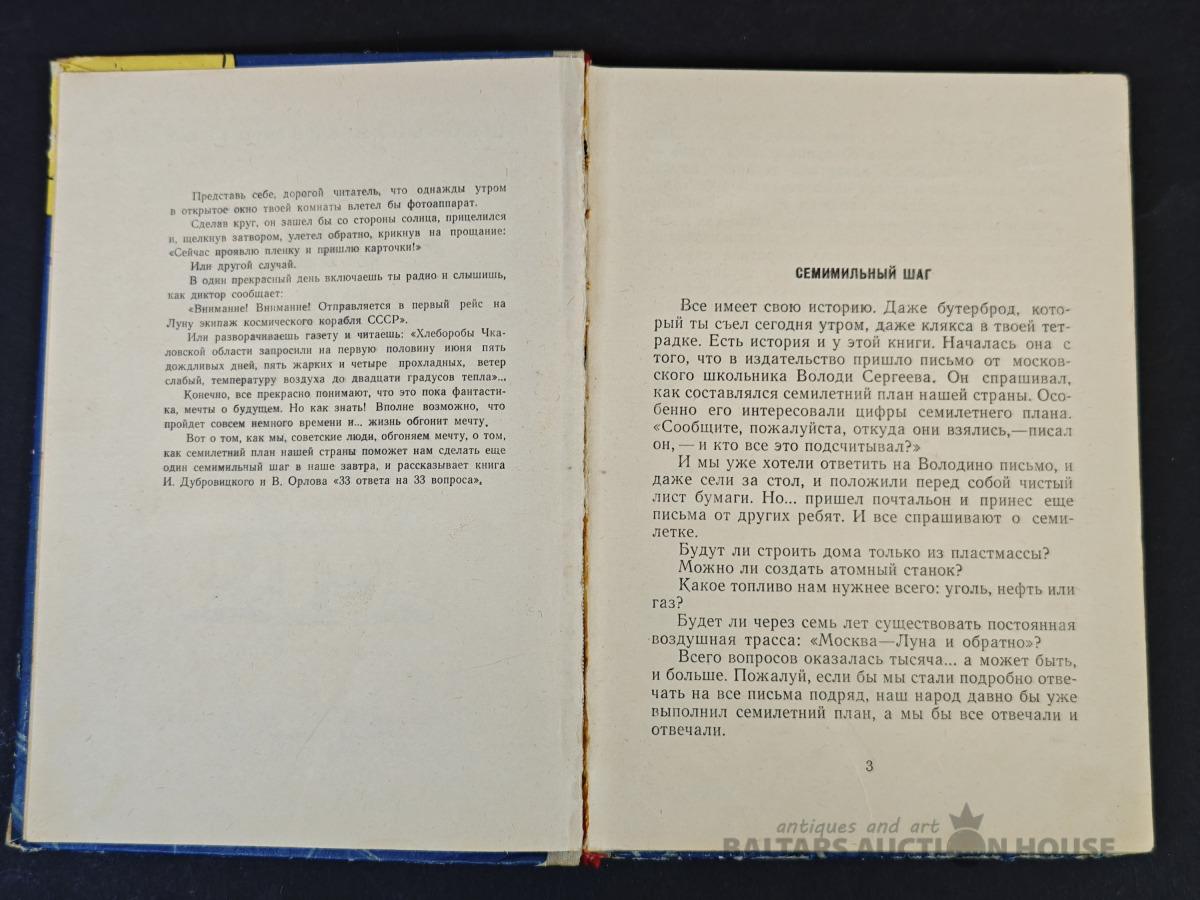 Представь себе, дорогой читатель, что однажды утром
в открытое окно твоей комнаты влетел бы фотоаппарат.
Сделав круг, он зашел бы со стороны солнца, прицелился
и, щелкнув затвором, улетел обратно, крикнув на прощание:
«Сейчас проявлю пленку и пришлю карточки!»
Или другой случай.
В один прекрасный день включаешь ты радио и слышишь,
как диктор сообщает:
«Внимание! Внимание! Отправляется в первый рейс на
Луну экипаж космического корабля СССР».
Или разворачиваешь газету и читаешь: «Хлеборобы Чка-
ловской области запросили на первую половину июня пять
дождливых дней, пять жарких и четыре прохладных, ветер
слабый, температуру воздуха до двадцати градусов тепла»...
Конечно, все прекрасно понимают, что это пока фантасти-
ка, мечты о будущем. Но как знать! Вполне возможно, что
пройдет совсем немного времени и... жизнь обгонит мечту.
Вот о том, как мы, советские люди, обгоняем мечту, о том,
как семилетний план нашей страны поможет нам сделать еще
один семимильный шаг в наше завтра, и рассказывает книга
И. Дубровицкого и В. Орлова «33 ответа на 33 вопроса».
СЕМИМИЛЬНЫЙ ШАГ
Все имеет свою историю. Даже бутерброд, кото-
рый ты съел сегодня утром, даже клякса в твоей тет-
радке. Есть история и у этой книги. Началась она с
того, что в издательство пришло письмо от москов-
ского школьника Володи Сергеева. Он спрашивал,
как составлялся семилетний план нашей страны. Осо-
бенно его интересовали цифры семилетнего плана.
«Сообщите, пожалуйста, откуда они взялись,—писал
он, — и кто все это подсчитывал?»
И мы уже хотели ответить на Володино письмо, и
даже сели за стол, и положили перед собой чистый
лист бумаги. Но... пришел почтальон и принес еще
письма от других ребят. И все спрашивают о семи-
летке.
Будут ли строить дома только из пластмассы?
Можно ли создать атомный станок?
Какое топливо нам нужнее всего: уголь, нефть или
газ?
Будет ли через семь лет существовать постоянная
воздушная трасса: «Москва—Луна и обратно»?
Всего вопросов оказалась тысяча... а может быть,
и больше. Пожалуй, если бы мы стали подробно отве-
чать на все письма подряд, наш народ давно бы уже
выполнил семилетний план, а мы бы все отвечали и
отвечали.
3
antiques and art
BALTARS AUCTION HOUSE